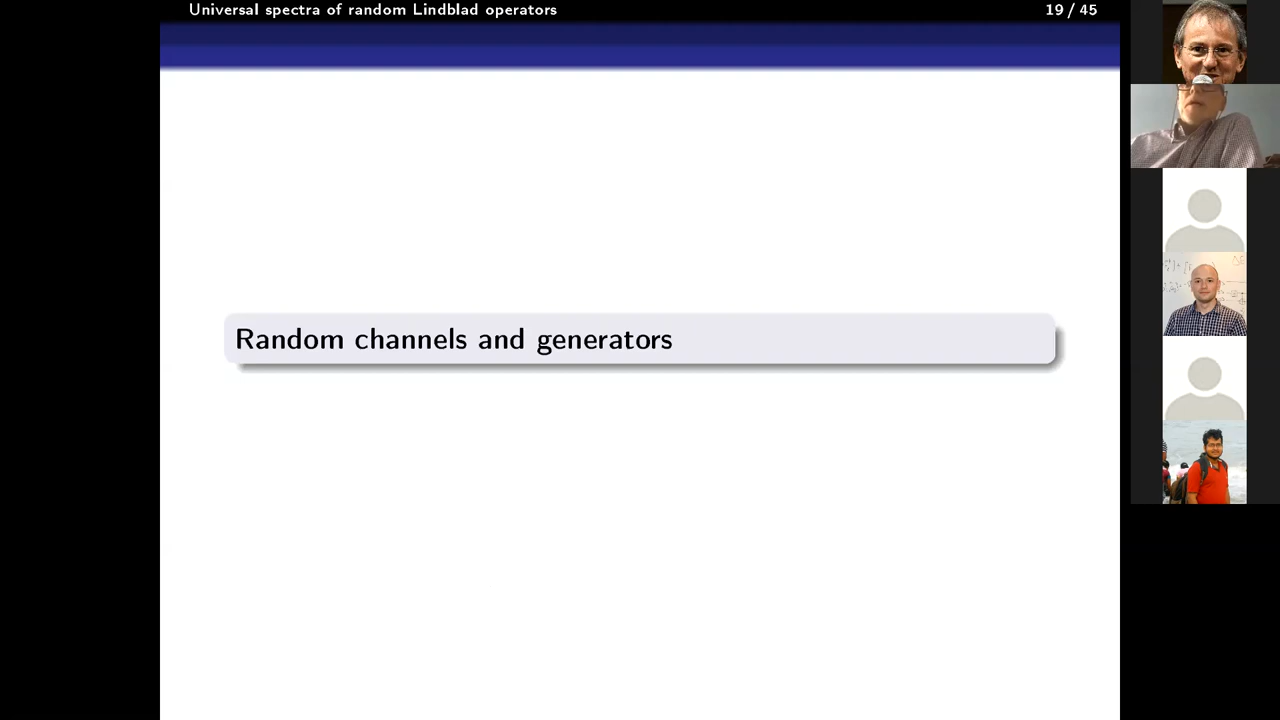 Universal spectra of random Lindblad operators
19 / 45
Random channels and generators